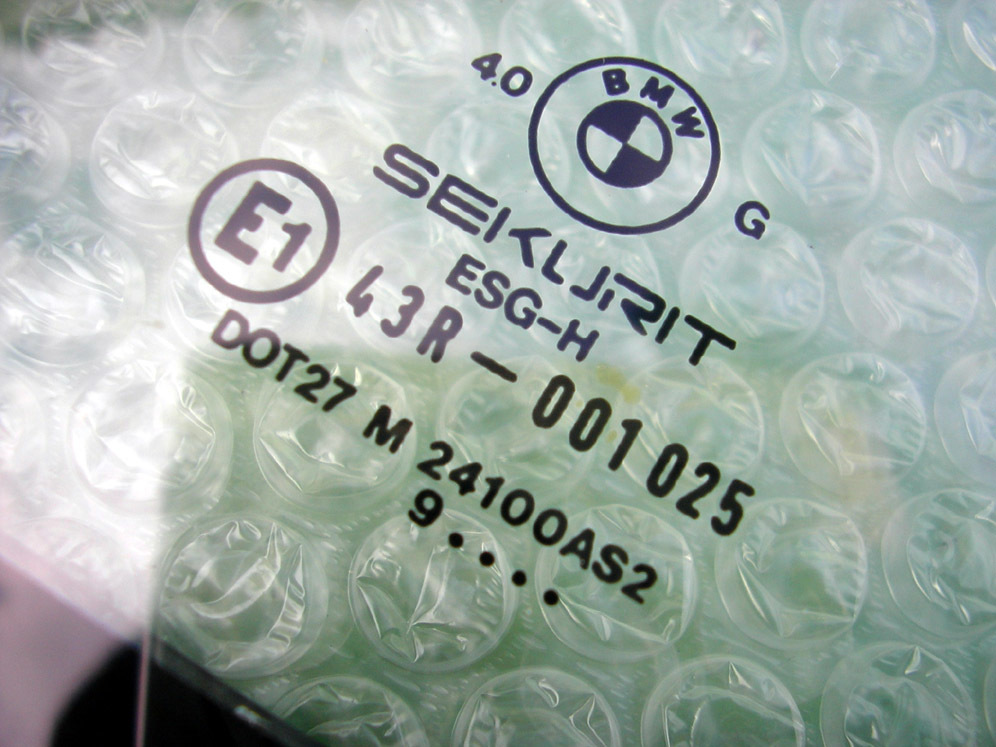 4.0 BMW G
SEKURIT
E1
ESG-H
43R-001025
DOT27 M 24100AS2
9....